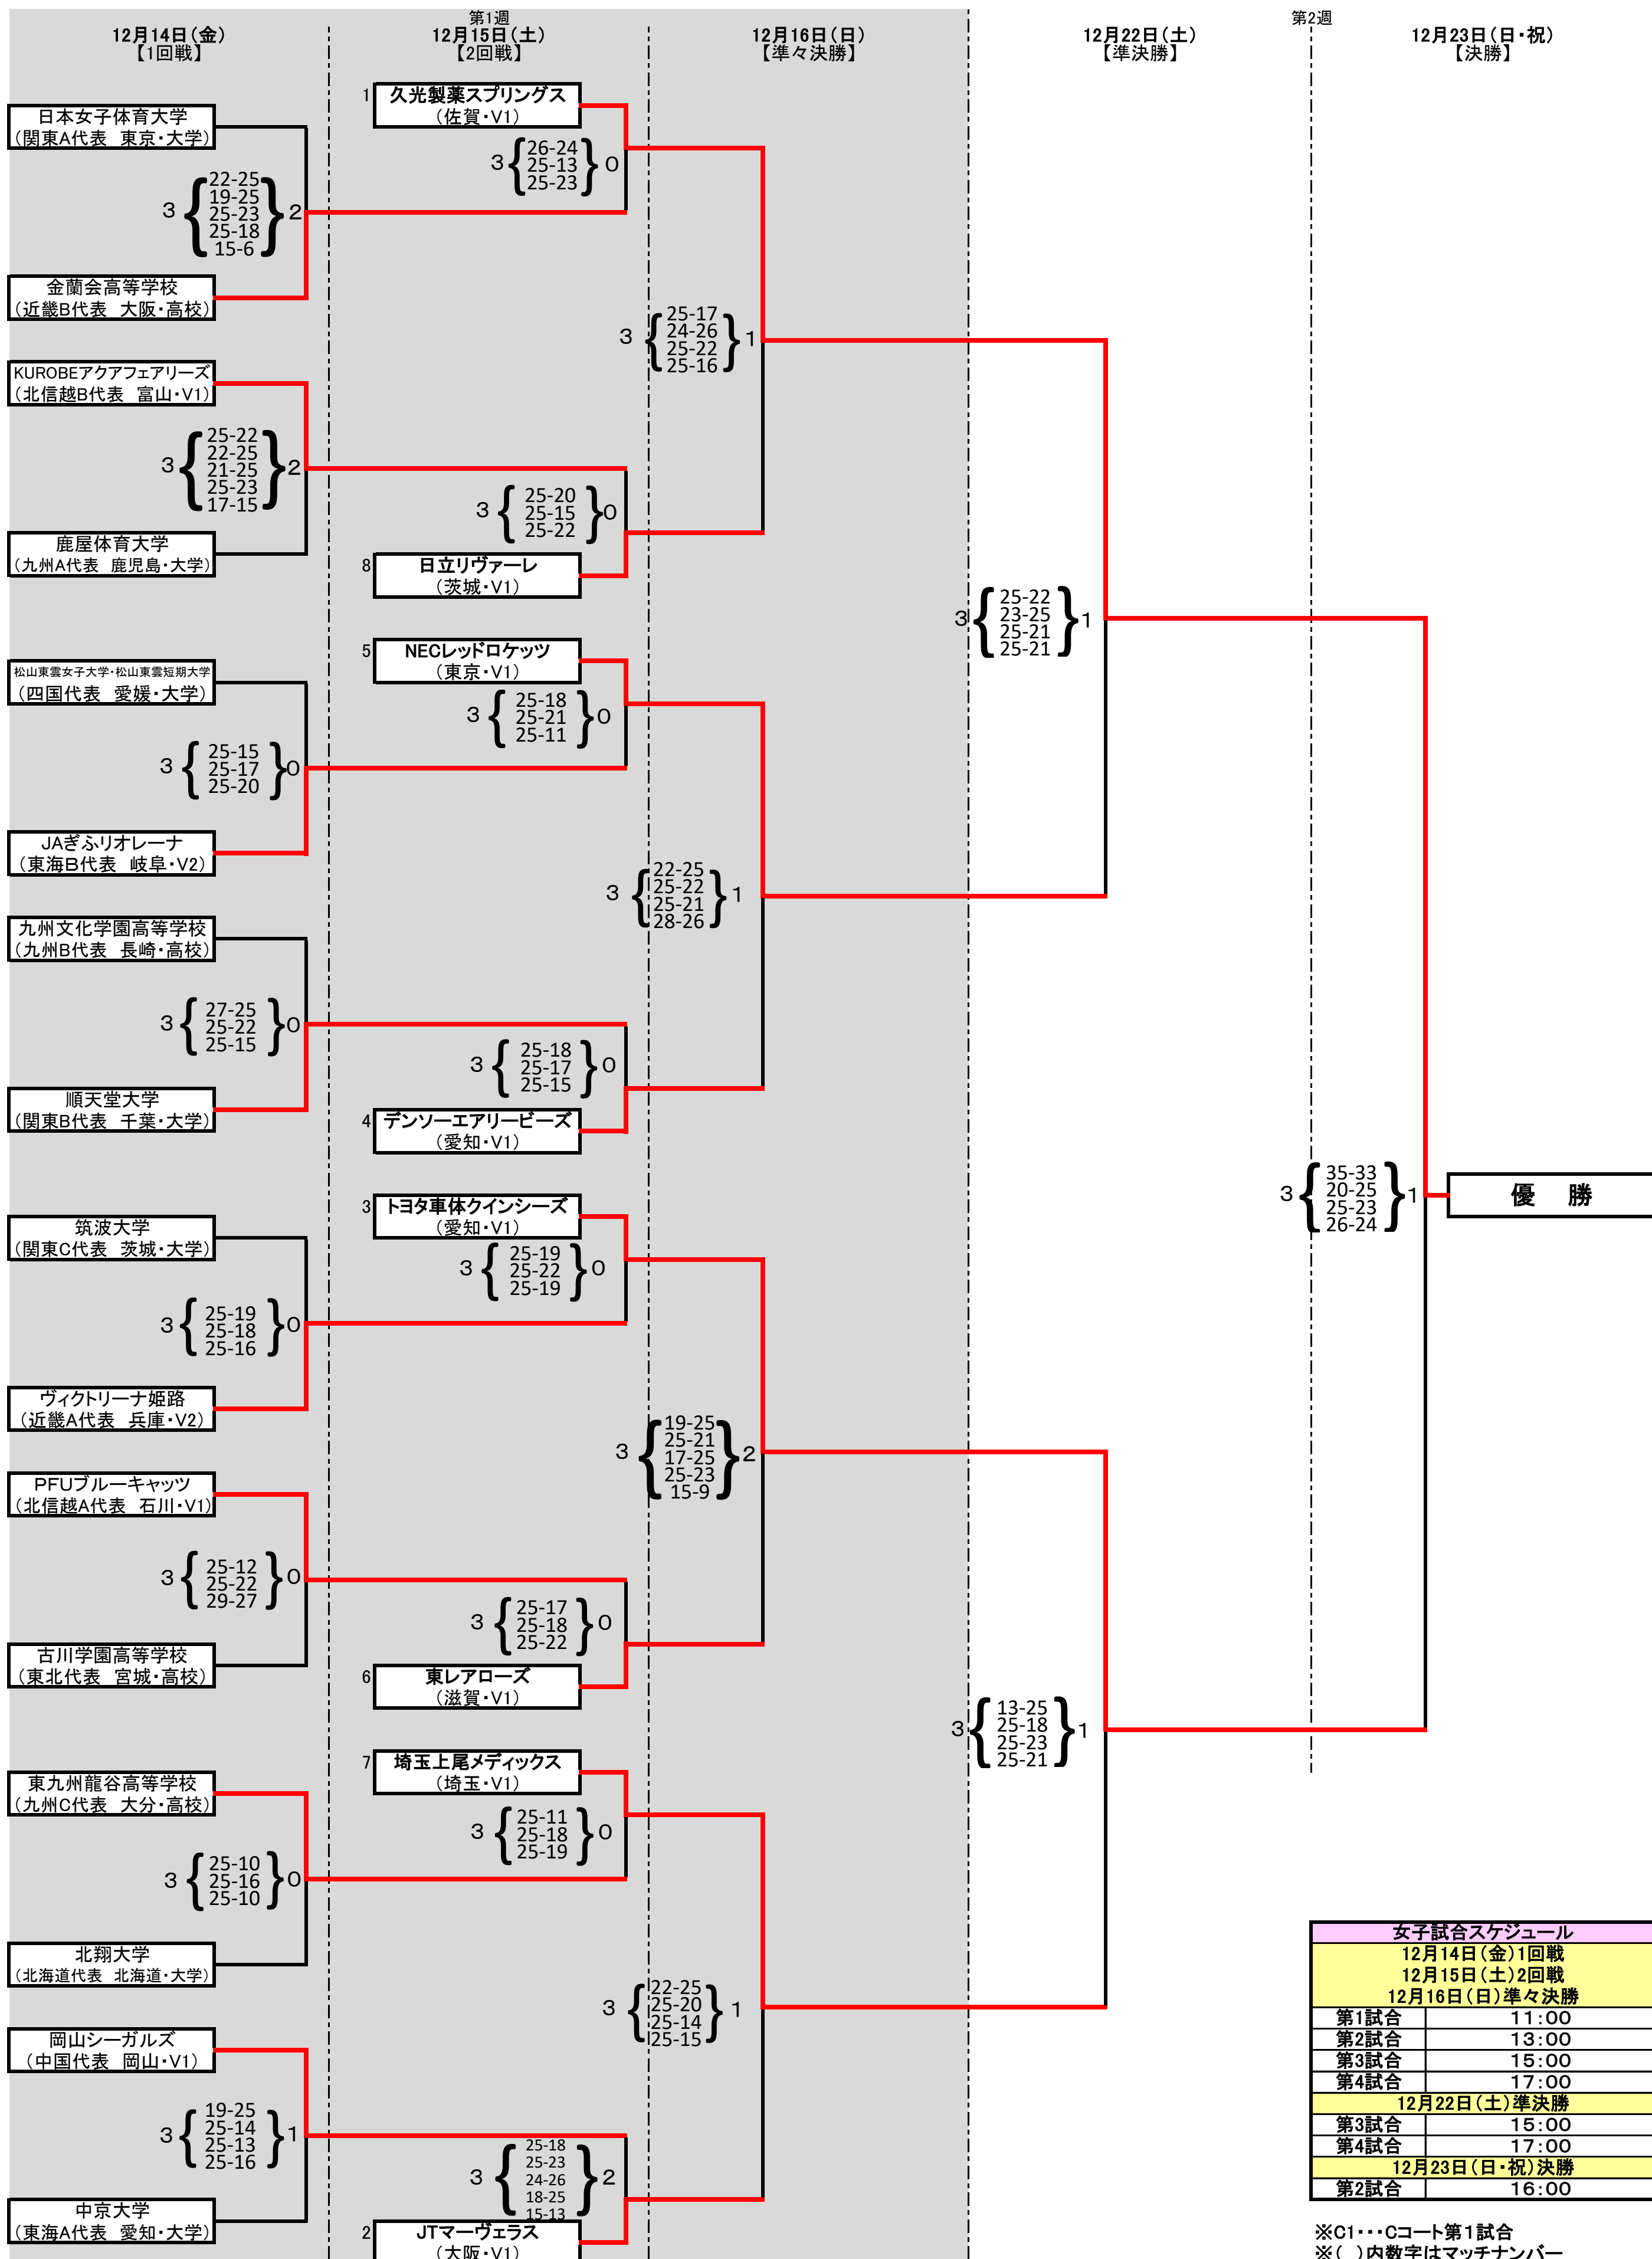 第1週
第2週
12月14日(金)
【1回戦】
12月15日(土)
【2回戦】
12月16日(日)
【準々決勝】
12月22日(土)
【準決勝】
12月23日(日・祝)
【決勝】
日本女子体育大学
(関東A代表 東京・大学)
3 22-25 2
19-25
25-23
25-18
15-6
金蘭会高等学校
(近畿B代表 大阪・高校)
KUROBEアクアフェアリーズ
(北信越B代表 富山・V1)
3 25-22 2
22-25
21-25
25-23
17-15
鹿屋体育大学
(九州A代表 鹿児島・大学)
松山東雲女子大学・松山東雲短期大学
(四国代表 愛媛・大学)
3 25-15 0
25-17
25-20
JAぎふリオレーナ
(東海B代表 岐阜・V2)
九州文化学園高等学校
(九州B代表 長崎・高校)
3 27-25 0
25-22
25-15
順天堂大学
(関東B代表 千葉・大学)
筑波大学
(関東C代表 茨城・大学)
3 25-19 0
25-18
25-16
ヴィクトリーナ姫路
(近畿A代表 兵庫・V2)
PFUブルーキャッツ
(北信越A代表 石川・V1)
3 25-12 0
25-22
29-27
古川学園高等学校
(東北代表 宮城・高校)
東九州龍谷高等学校
(九州C代表 大分・高校)
3 25-10 0
25-16
25-10
北翔大学
(北海道代表 北海道・大学)
岡山シーガルズ
(中国代表 岡山・V1)
3 19-25 1
25-14
25-13
25-16
中京大学
(東海A代表 愛知・大学)
1 久光製薬スプリングス
(佐賀・V1)
3 26-24 0
25-13
25-23
3 25-20 0
25-15
25-22
8 日立リヴァーレ
(茨城・V1)
5 NECレッドロケッツ
(東京・V1)
3 25-18 0
25-21
25-11
3 25-18 0
25-17
25-15
4 デンソーエアリービーズ
(愛知・V1)
3 トヨタ車体クインシーズ
(愛知・V1)
3 25-19 0
25-22
25-19
3 25-17 0
25-18
25-22
6 東レアローズ
(滋賀・V1)
7 埼玉上尾メディックス
(埼玉・V1)
3 25-11 0
25-18
25-19
3 25-18 2
25-23
24-26
18-25
15-13
2 JTマーヴェラス
(大阪・V1)
3 25-17 1
24-26
25-22
25-16
3 22-25 1
25-22
25-21
28-26
3 19-25 2
25-21
17-25
25-23
15-9
3 22-25 1
25-20
25-14
25-15
3 25-22 1
23-25
25-21
25-21
3 13-25 1
25-18
25-23
25-21
3 35-33 1
20-25
25-23
26-24
優 勝
女子試合スケジュール
12月14日(金)1回戦
12月15日(土)2回戦
12月16日(日)準々決勝
第1試合 11:00
第2試合 13:00
第3試合 15:00
第4試合 17:00
12月22日(土)準決勝
第3試合 15:00
第4試合 17:00
12月23日(日・祝)決勝
第2試合 16:00
※C1・・・Cコート第1試合
※( )内数字はマッチナンバー